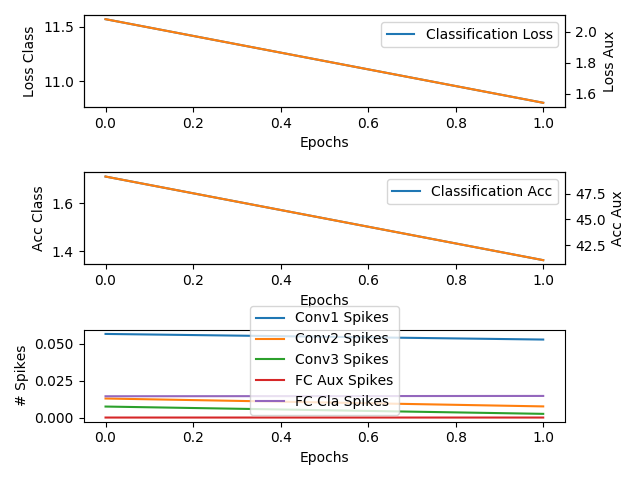 11.5
11.0
Loss Class
Classification Loss
2.0
1.8
1.6
Loss Aux
0.0 0.2 0.4 0.6 0.8 1.0
Epochs
1.6
1.4
Acc Class
Classification Acc
47.5
45.0
42.5
Acc Aux
0.0 0.2 0.4 0.6 0.8 1.0
Epochs
0.050
0.025
0.000
# Spikes
Conv1 Spikes
Conv2 Spikes
Conv3 Spikes
FC Aux Spikes
FC Cla Spikes
0.0 0.2 0.4 0.6 0.8 1.0
Epochs